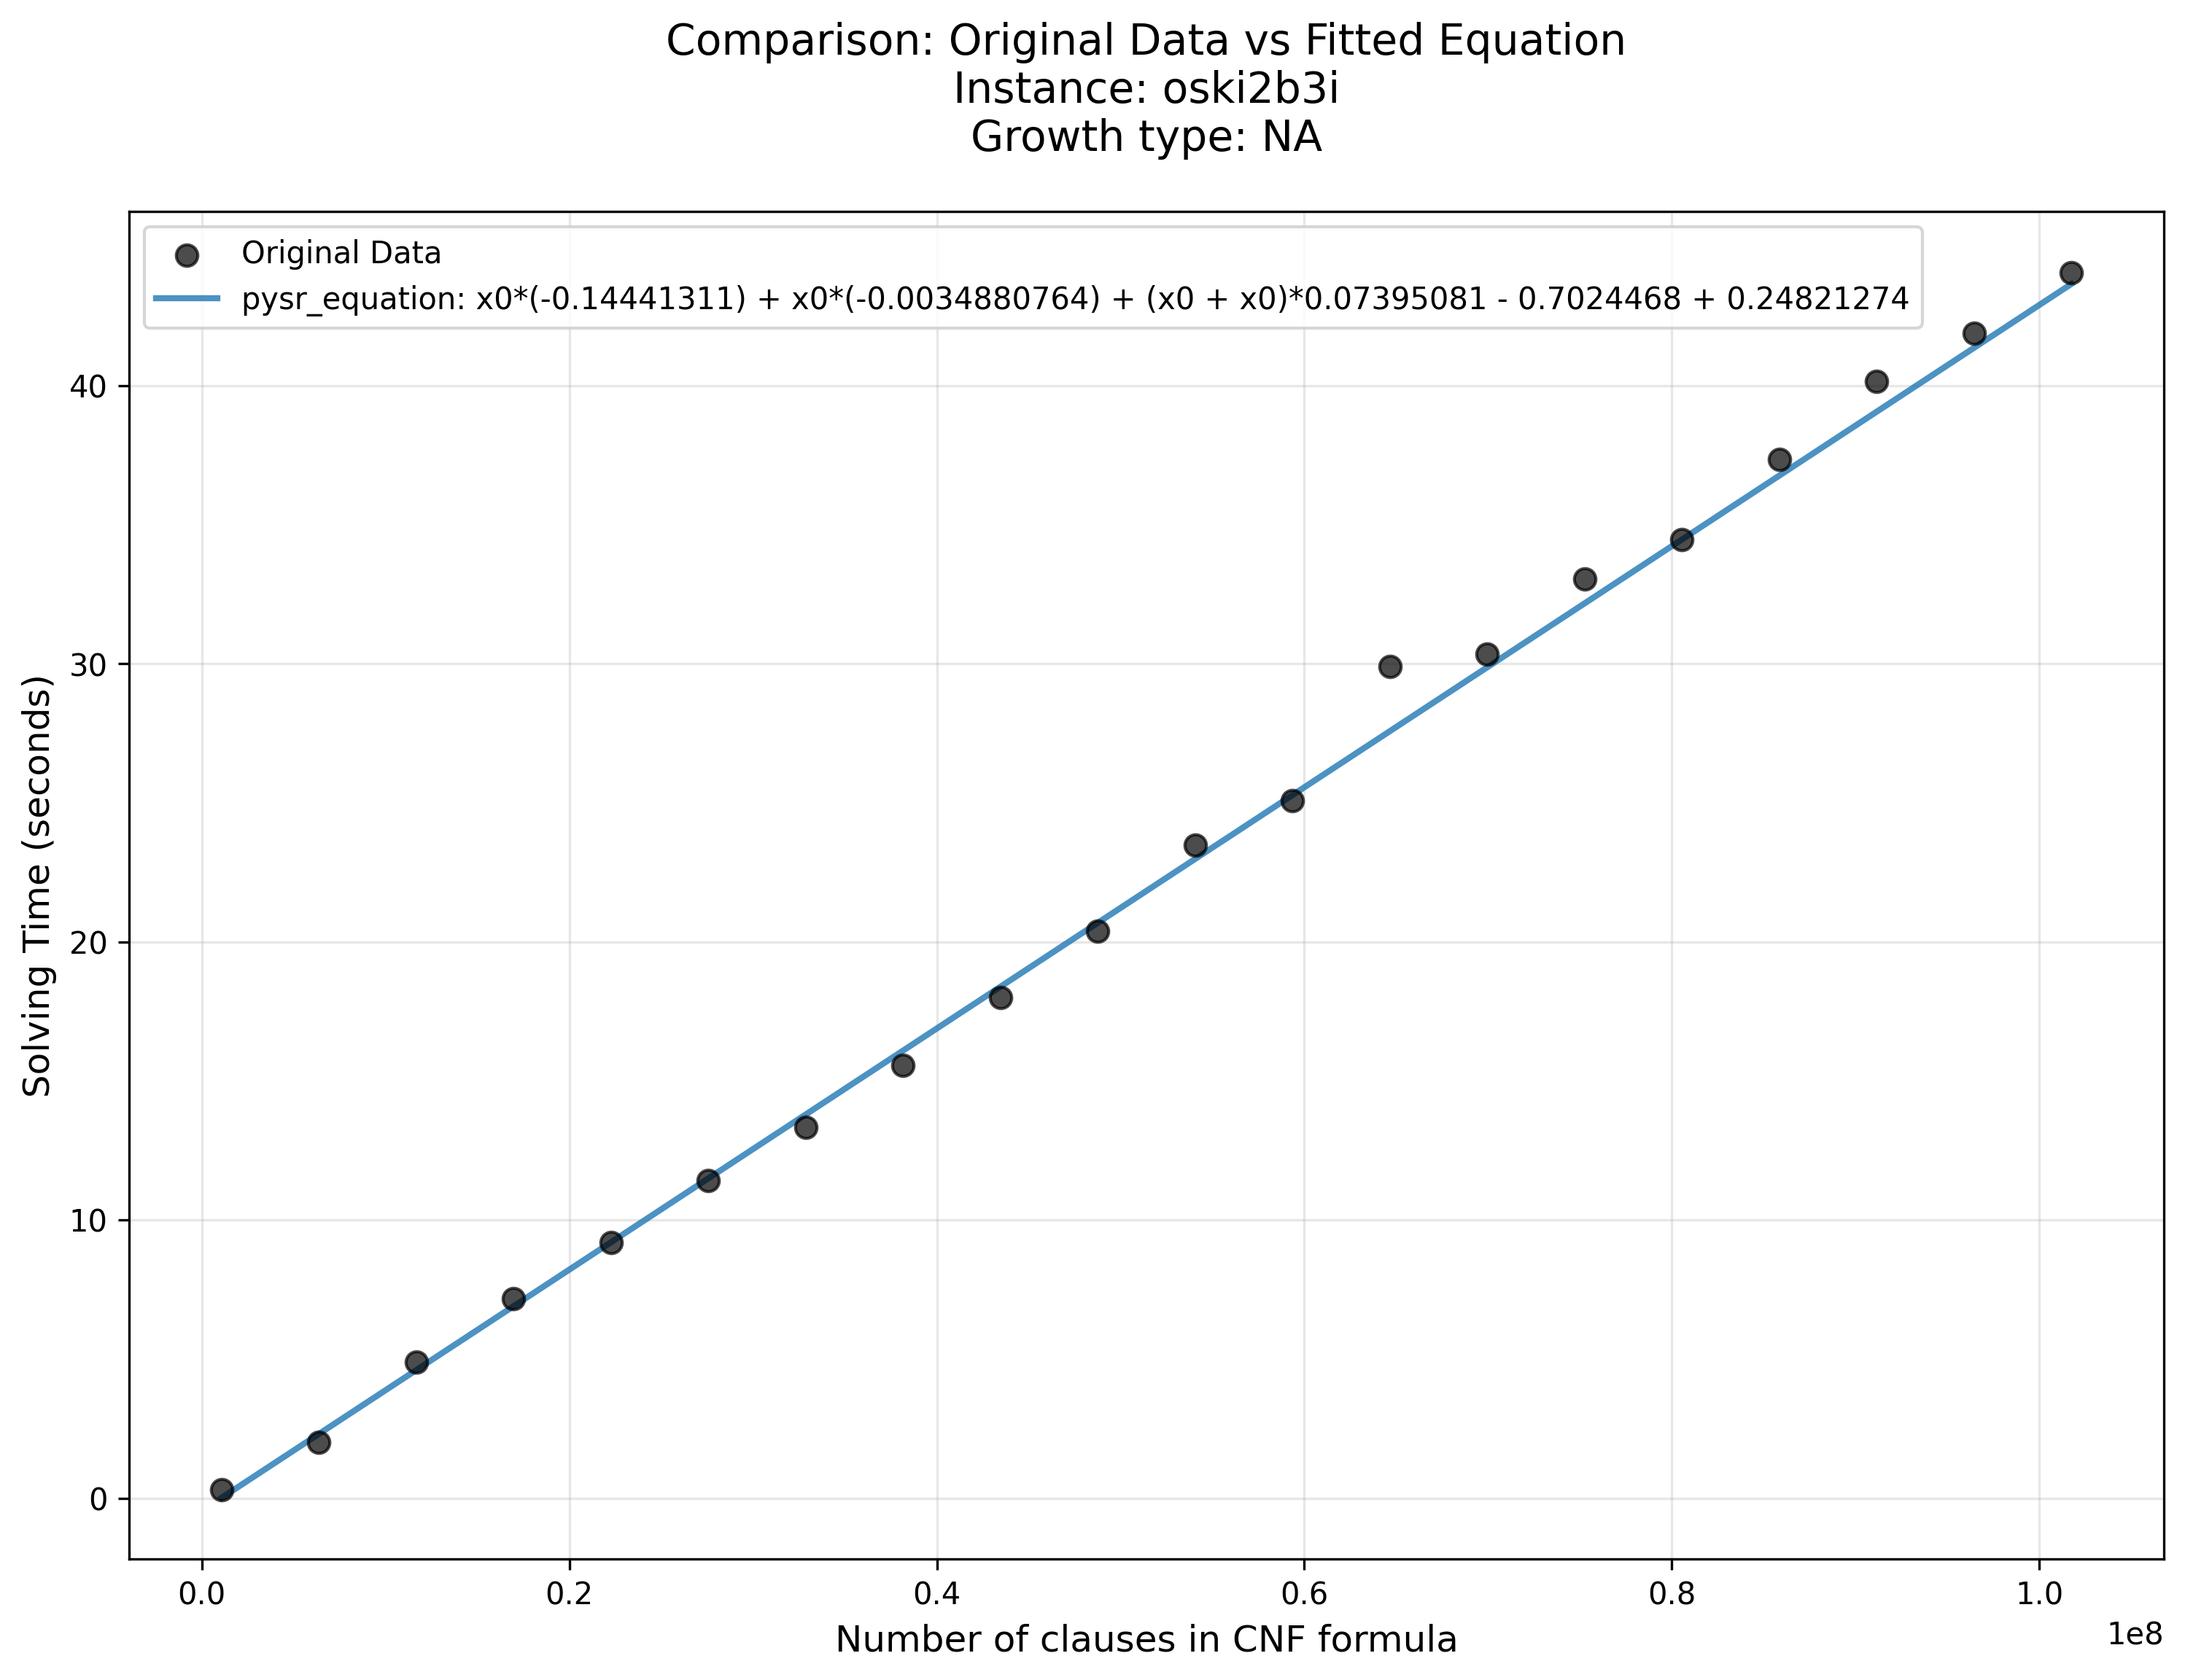 Comparison: Original Data vs Fitted Equation
Instance: oski2b3i
Growth type: NA
Original Data
pysr_equation: x0*(-0.14441311) + x0*(-0.0034880764) + (x0 + x0)*0.07395081 - 0.7024468 + 0.24821274
Solving Time (seconds)
40
30
20
10
0
0.0 0.2 0.4 0.6 0.8 1.0
1e8
Number of clauses in CNF formula